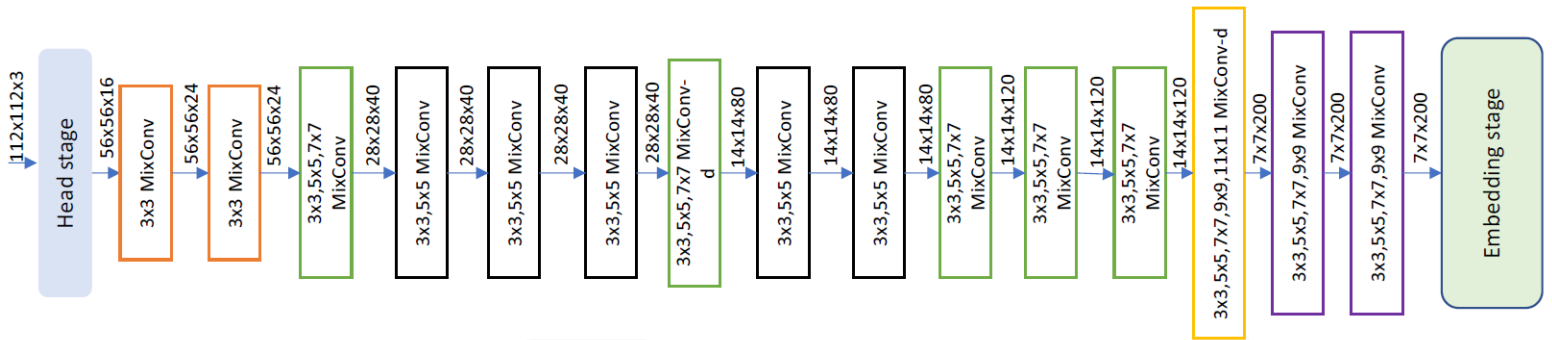 112x112x3
Head stage
56x56x16
3x3 MixConv
56x56x24
3x3 MixConv
56x56x24
3x3,5x5,7x7
MixConv
28x28x40
3x3,5x5 MixConv
28x28x40
3x3,5x5 MixConv
28x28x40
3x3,5x5 MixConv
28x28x40
3x3,5x5,7x7 MixConv-
d
14x14x80
3x3,5x5 MixConv
14x14x80
3x3,5x5 MixConv
14x14x80
3x3,5x5,7x7
MixConv
14x14x120
3x3,5x5,7x7
MixConv
14x14x120
3x3,5x5,7x7
MixConv
14x14x120
3x3,5x5,7x7,9x9,11x11 MixConv-d
7x7x200
3x3,5x5,7x7,9x9 MixConv
7x7x200
3x3,5x5,7x7,9x9 MixConv
7x7x200
Embedding stage